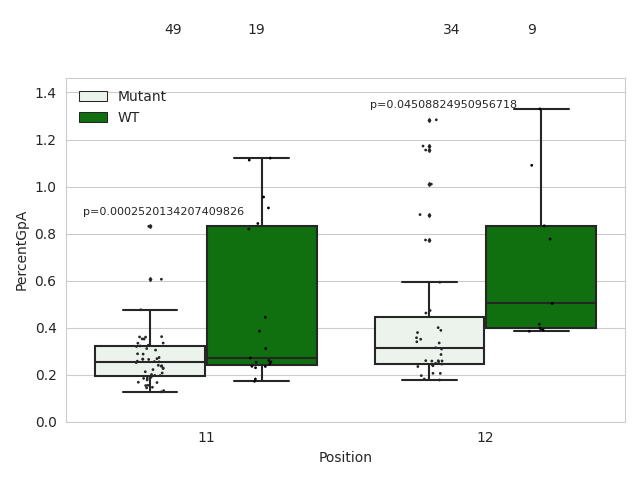 49 19 34 9
1.4
Mutant
p=0.04508824950956718
WT
1.2
1.0
p=0.0002520134207409826
0.8
0.6
0.4
0.2
0.0
PercentGpA
11 12
Position